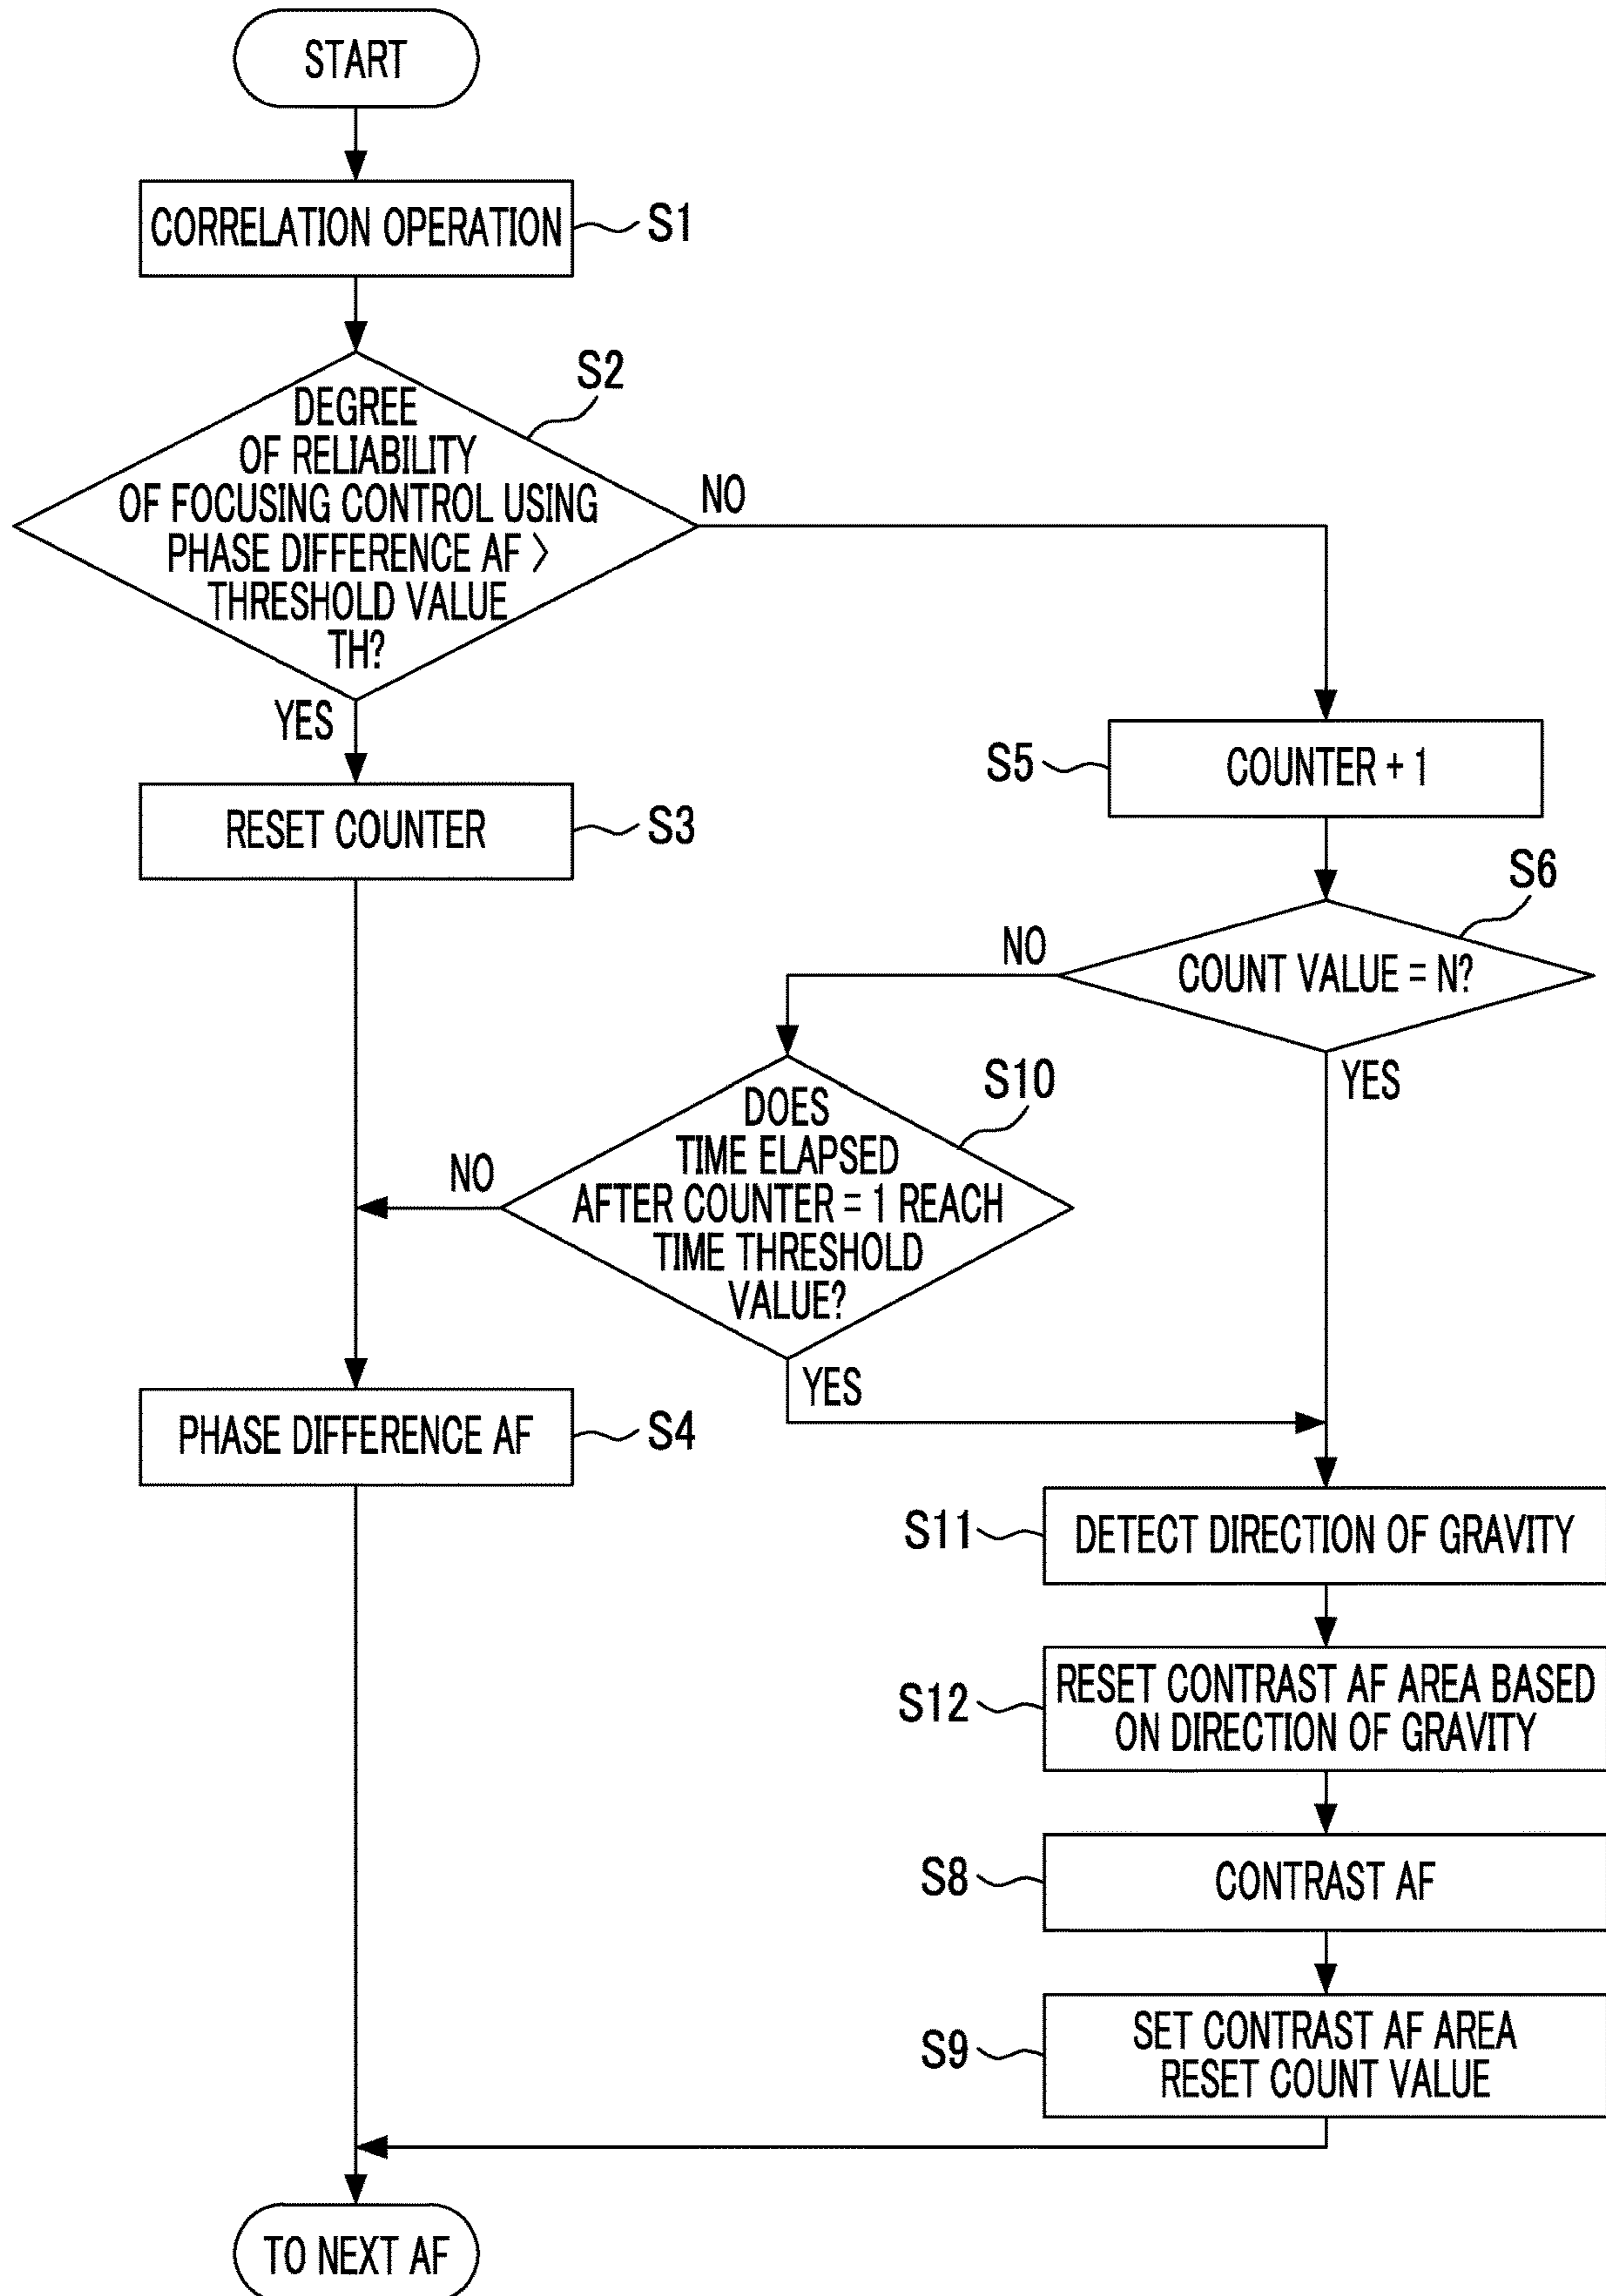 START
CORRELATION OPERATION
S1
S2
DEGREE
OF RELIABILITY
OF FOCUSING CONTROL USING
PHASE DIFFERENCE AF >
THRESHOLD VALUE
TH?
NO
YES
RESET COUNTER
S3
S5
COUNTER + 1
S6
COUNT VALUE = N?
NO
YES
S10
DOES
TIME ELAPSED
AFTER COUNTER = 1 REACH
TIME THRESHOLD
VALUE?
NO
YES
PHASE DIFFERENCE AF
S4
S11
DETECT DIRECTION OF GRAVITY
S12
RESET CONTRAST AF AREA BASED
ON DIRECTION OF GRAVITY
S8
CONTRAST AF
S9
SET CONTRAST AF AREA
RESET COUNT VALUE
TO NEXT AF